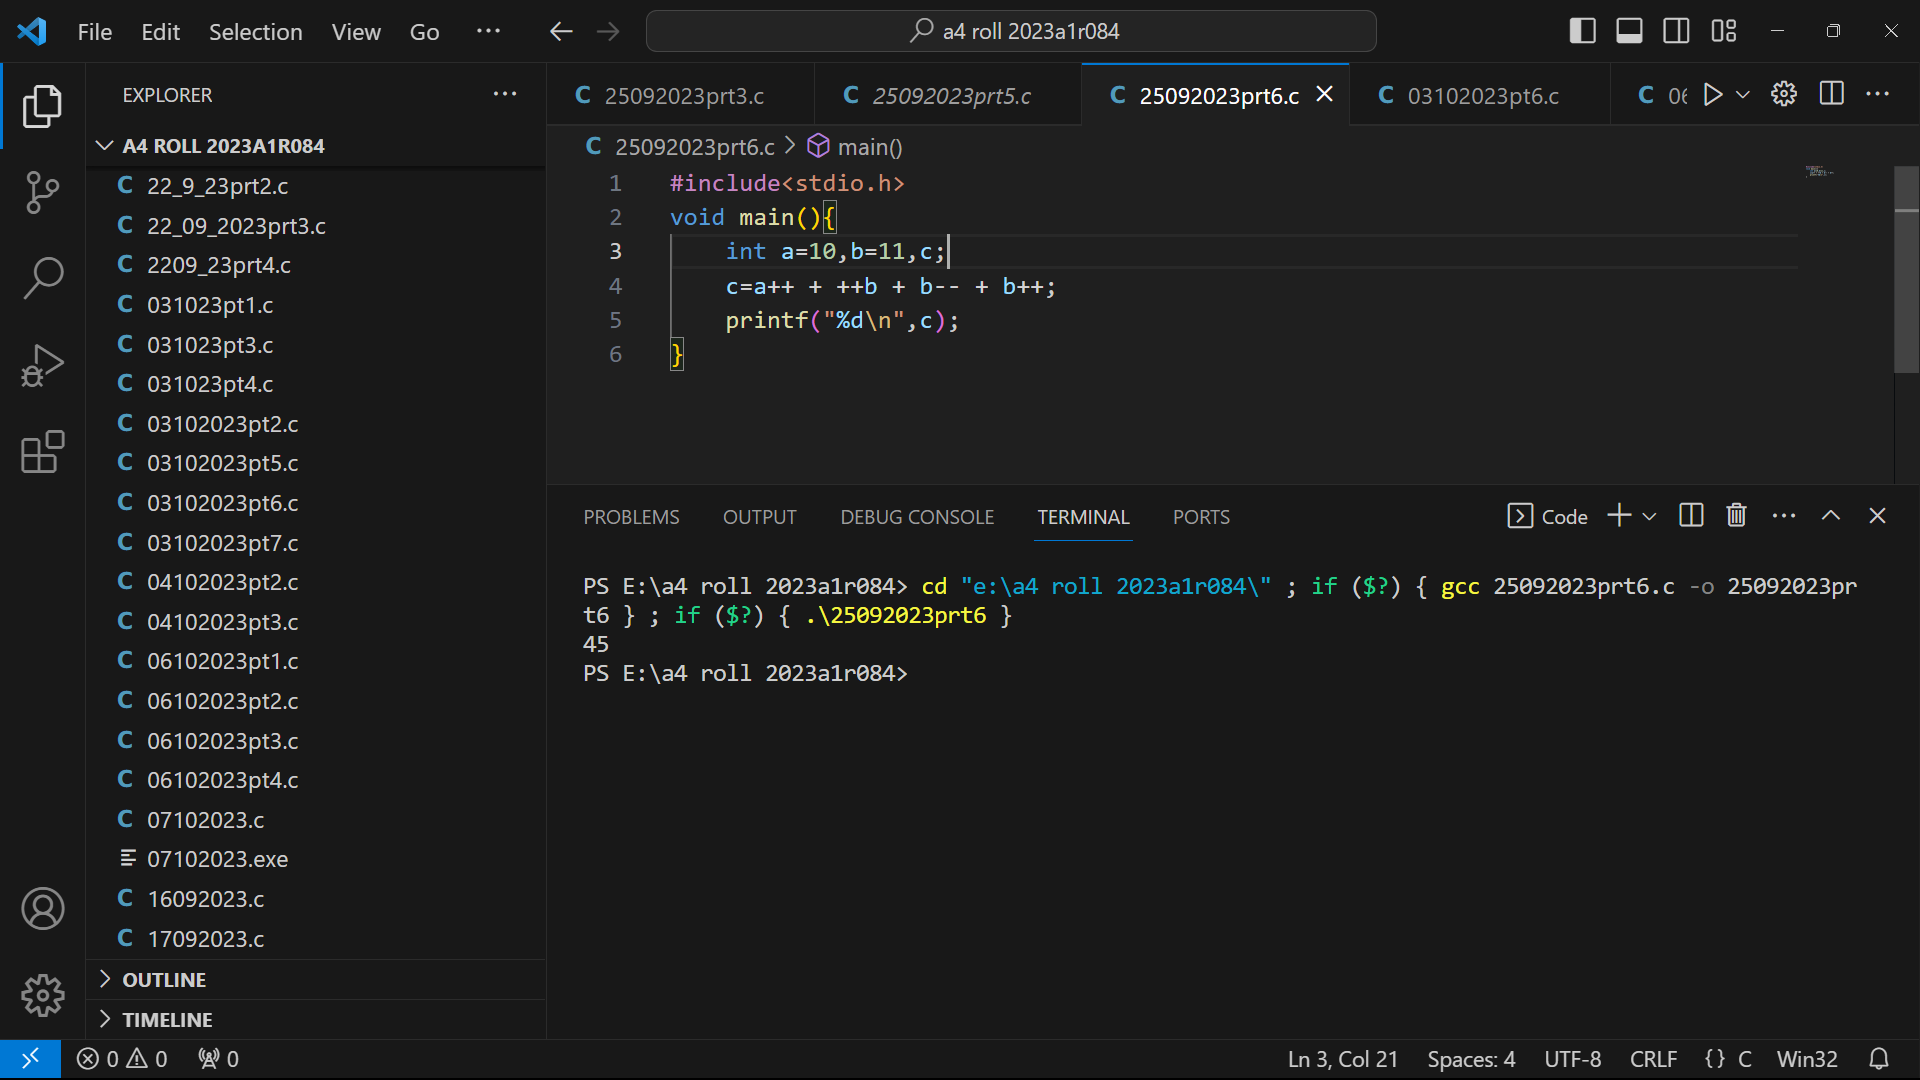 File Edit Selection View Go ··· a4 roll 2023a1r084
EXPLORER ···
A4 ROLL 2023A1R084
C 22_9_23prt2.c
C 22_09_2023prt3.c
C 2209_23prt4.c
C 031023pt1.c
C 031023pt3.c
C 031023pt4.c
C 03102023pt2.c
C 03102023pt5.c
C 03102023pt6.c
C 03102023pt7.c
C 04102023pt2.c
C 04102023pt3.c
C 06102023pt1.c
C 06102023pt2.c
C 06102023pt3.c
C 06102023pt4.c
C 07102023.c
07102023.exe
C 16092023.c
C 17092023.c
OUTLINE
TIMELINE
C 25092023prt3.c C 25092023prt5.c C 25092023prt6.c C 03102023pt6.c C 06
C 25092023prt6.c > main()
1 #include<stdio.h>
2 void main(){
3 int a=10,b=11,c;
4 c=a++ + ++b + b-- + b++;
5 printf("%d\n",c);
6 }
PROBLEMS OUTPUT DEBUG CONSOLE TERMINAL PORTS Code
PS E:\a4 roll 2023a1r084> cd "e:\a4 roll 2023a1r084\" ; if ($?) { gcc 25092023prt6.c -o 25092023pr
t6 } ; if ($?) { .\25092023prt6 }
45
PS E:\a4 roll 2023a1r084>
0 0 0 Ln 3, Col 21 Spaces: 4 UTF-8 CRLF {} C Win32